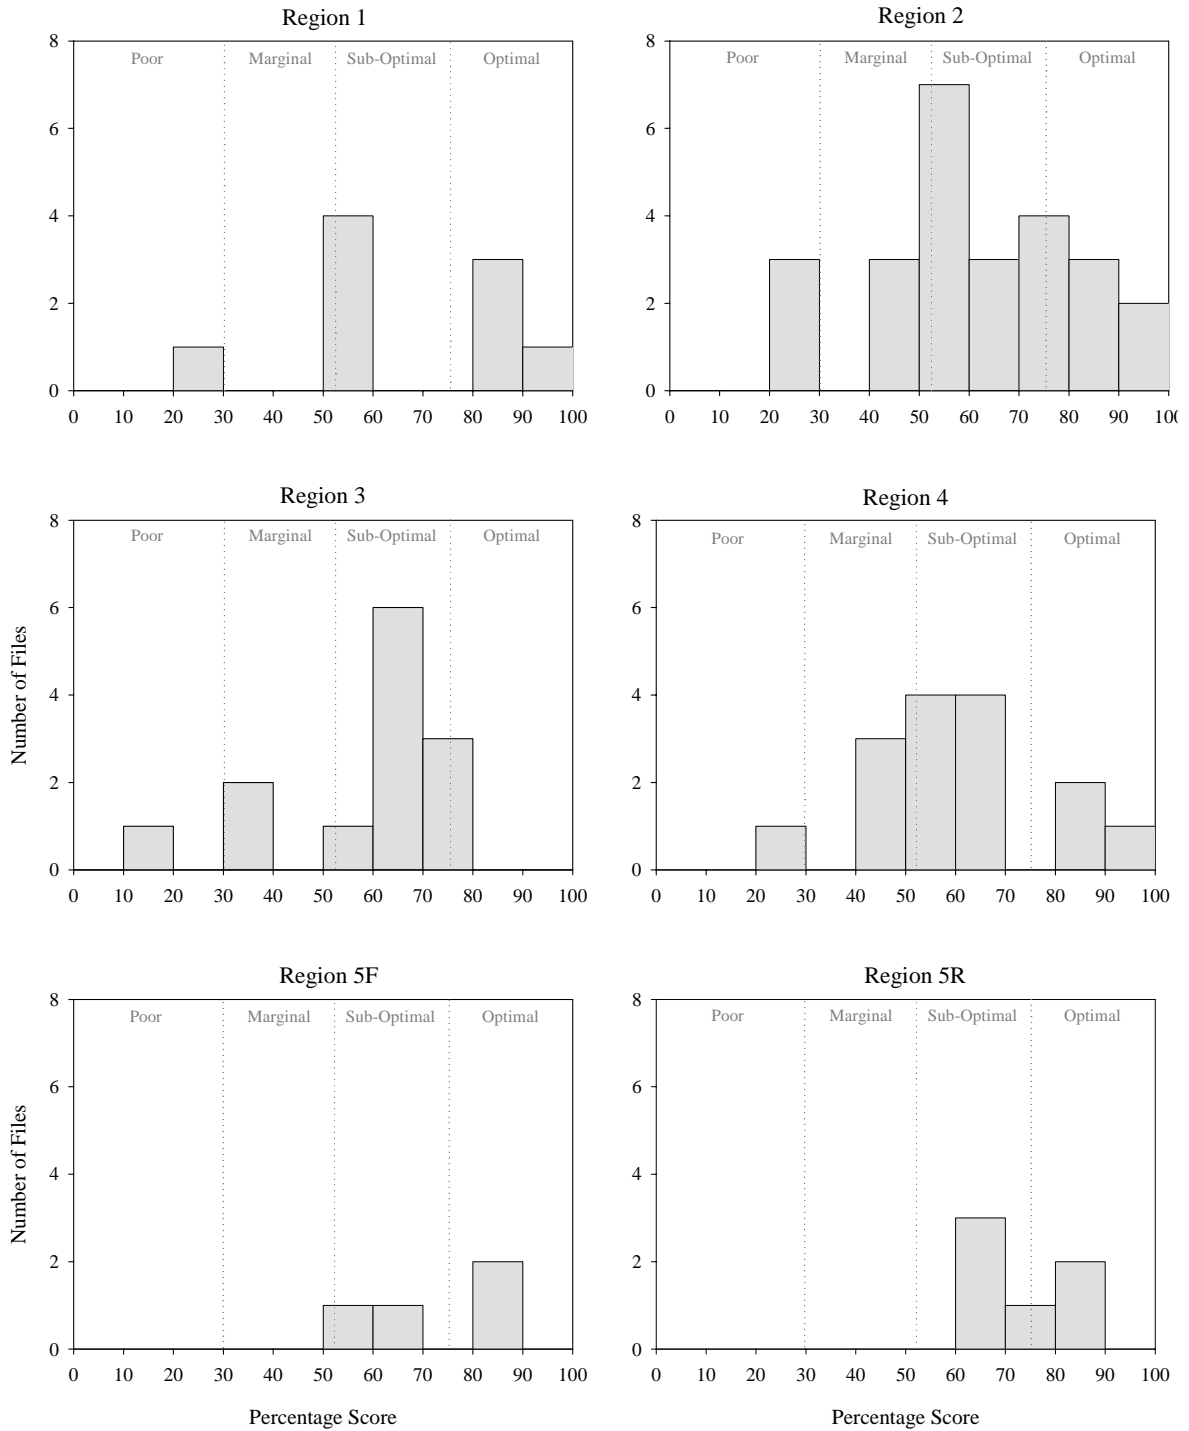 Region 1
Poor Marginal Sub-Optimal Optimal
8
6
4
2
0
0 10 20 30 40 50 60 70 80 90 100
Region 2
Poor Marginal Sub-Optimal Optimal
8
6
4
2
0
0 10 20 30 40 50 60 70 80 90 100
Region 3
Poor Marginal Sub-Optimal Optimal
Number of Files
8
6
4
2
0
0 10 20 30 40 50 60 70 80 90 100
Region 4
Poor Marginal Sub-Optimal Optimal
8
6
4
2
0
0 10 20 30 40 50 60 70 80 90 100
Region 5F
Poor Marginal Sub-Optimal Optimal
Number of Files
8
6
4
2
0
0 10 20 30 40 50 60 70 80 90 100
Percentage Score
Region 5R
Poor Marginal Sub-Optimal Optimal
8
6
4
2
0
0 10 20 30 40 50 60 70 80 90 100
Percentage Score